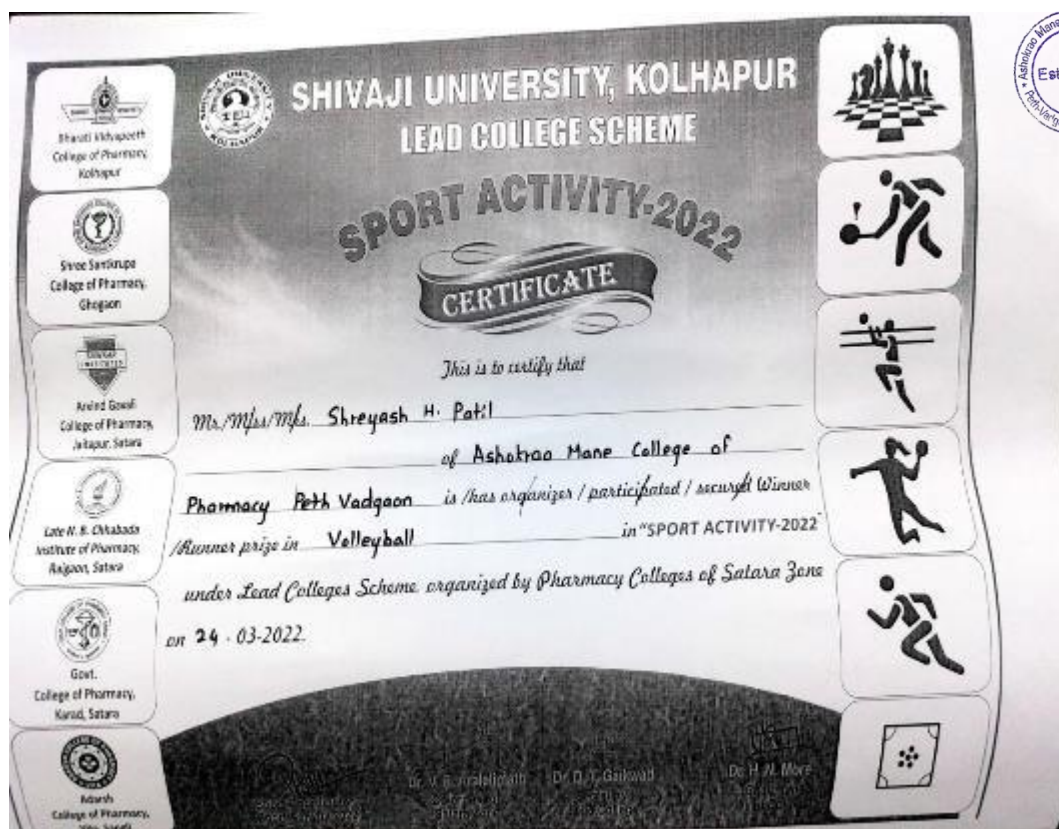 SHIVAJI UNIVERSITY, KOLHAPUR
LEAD COLLEGE SCHEME
SPORT ACTIVITY-2022
CERTIFICATE
This is to certify that
Mr./Miss/Mrs. Shreyash H. Patil
of Ashokrao Mane College of
Pharmacy Peth Vadgaon is /has organizes / participated / secured Winner
/Runner prize in Volleyball in "SPORT ACTIVITY-2022"
under Lead Colleges Scheme organized by Pharmacy Colleges of Satara Zone
on 24-03-2022.
Bharati Vidyapeeth
College of Pharmacy,
Kolhapur
Shree Santkrupa
College of Pharmacy,
Ghogaon
Arvind Gavali
College of Pharmacy,
Jaitapur, Satara
Late N. B. Chhabada
Institute of Pharmacy,
Raigaon, Satara
Govt.
College of Pharmacy,
Karad, Satara
Adarsh
College of Pharmacy,
Dr. D. T. Gaikwad
Dr. H. N. More
Ashokrao Mane